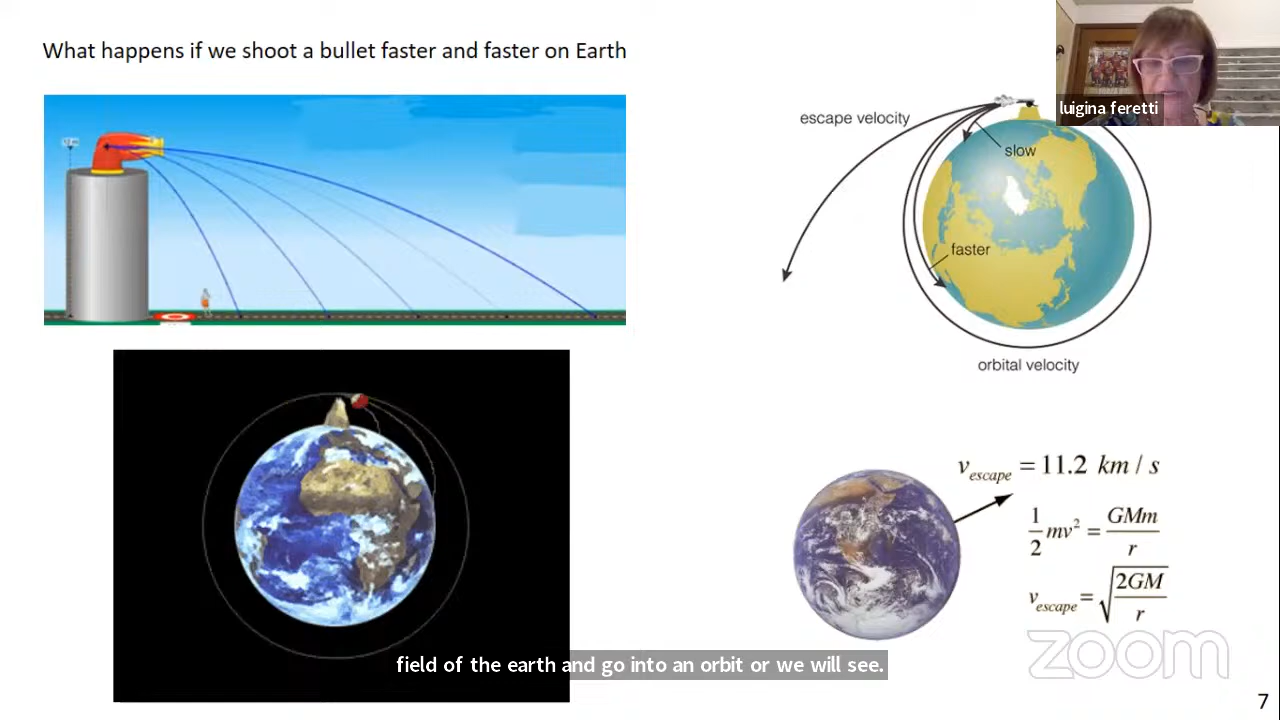 What happens if we shoot a bullet faster and faster on Earth
luigina feretti
escape velocity
slow
faster
orbital velocity
v_escape = 11.2 km / s
1/2 mv² = GMm/r
v_escape = √(2GM/r)
zoom
field of the earth and go into an orbit or we will see.
7